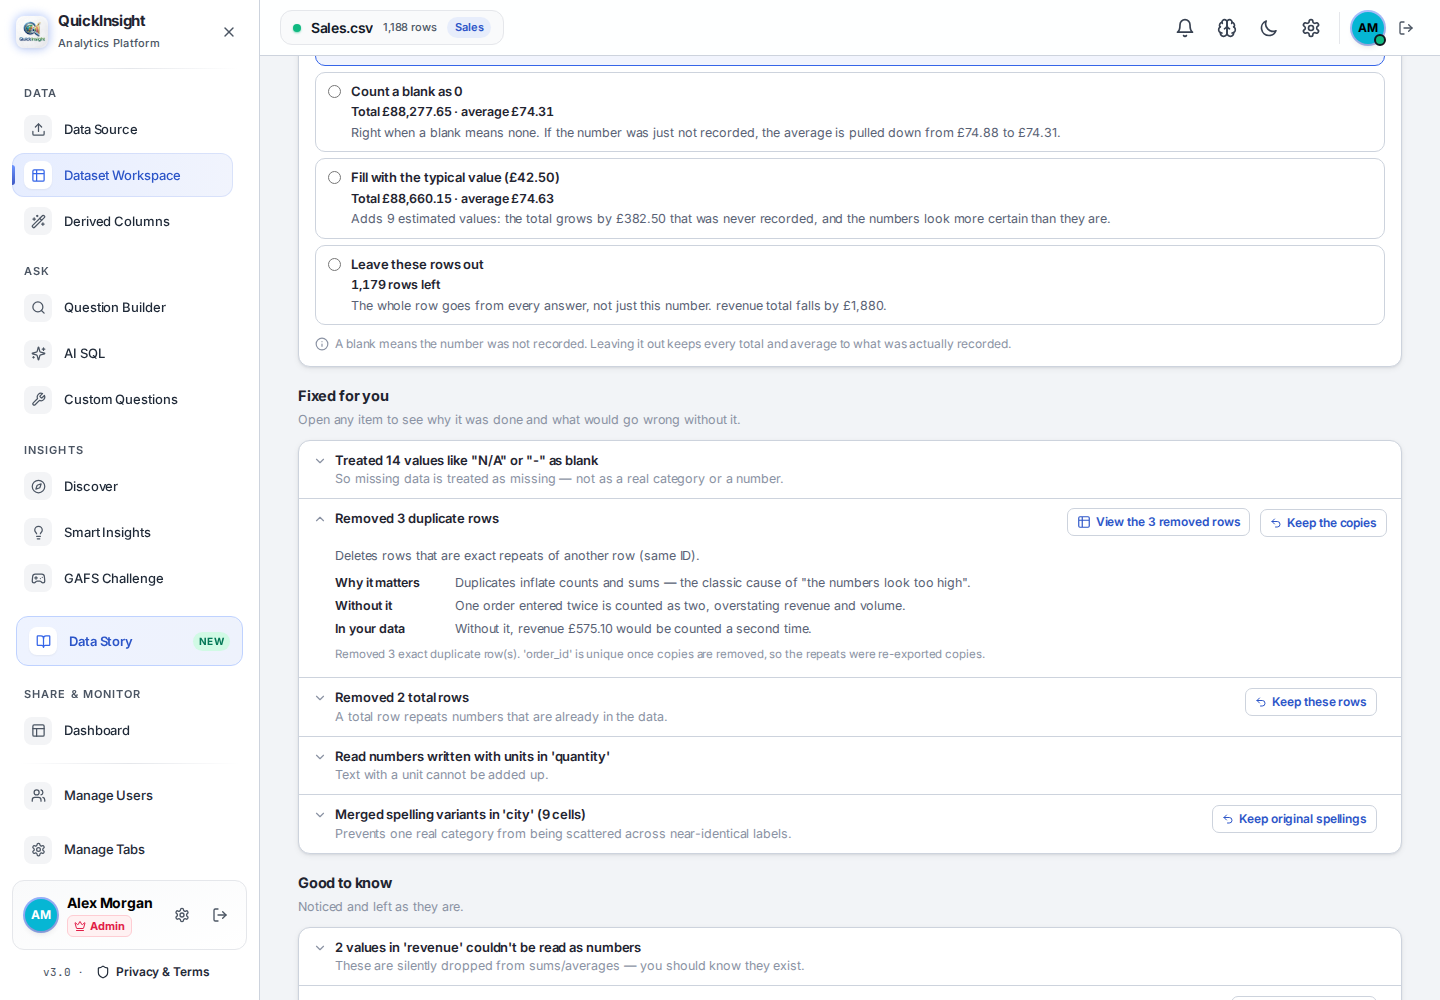 QuickInsight
Analytics Platform
DATA
Data Source
Dataset Workspace
Derived Columns
ASK
Question Builder
AI SQL
Custom Questions
INSIGHTS
Discover
Smart Insights
GAFS Challenge
Data Story
NEW
SHARE & MONITOR
Dashboard
Manage Users
Manage Tabs
AM
Alex Morgan
Admin
v3.0 ·
Privacy & Terms
Sales.csv 1,188 rows Sales
AM
Count a blank as 0
Total £88,277.65 · average £74.31
Right when a blank means none. If the number was just not recorded, the average is pulled down from £74.88 to £74.31.
Fill with the typical value (£42.50)
Total £88,660.15 · average £74.63
Adds 9 estimated values: the total grows by £382.50 that was never recorded, and the numbers look more certain than they are.
Leave these rows out
1,179 rows left
The whole row goes from every answer, not just this number. revenue total falls by £1,880.
A blank means the number was not recorded. Leaving it out keeps every total and average to what was actually recorded.
Fixed for you
Open any item to see why it was done and what would go wrong without it.
Treated 14 values like "N/A" or "-" as blank
So missing data is treated as missing — not as a real category or a number.
Removed 3 duplicate rows
View the 3 removed rows
Keep the copies
Deletes rows that are exact repeats of another row (same ID).
Why it matters Duplicates inflate counts and sums — the classic cause of "the numbers look too high".
Without it One order entered twice is counted as two, overstating revenue and volume.
In your data Without it, revenue £575.10 would be counted a second time.
Removed 3 exact duplicate row(s). 'order_id' is unique once copies are removed, so the repeats were re-exported copies.
Removed 2 total rows
A total row repeats numbers that are already in the data.
Keep these rows
Read numbers written with units in 'quantity'
Text with a unit cannot be added up.
Merged spelling variants in 'city' (9 cells)
Prevents one real category from being scattered across near-identical labels.
Keep original spellings
Good to know
Noticed and left as they are.
2 values in 'revenue' couldn't be read as numbers
These are silently dropped from sums/averages — you should know they exist.